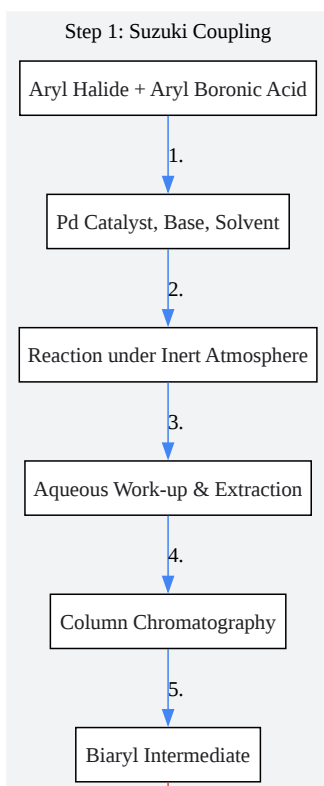 Step 1: Suzuki Coupling
Aryl Halide + Aryl Boronic Acid
1.
Pd Catalyst, Base, Solvent
2.
Reaction under Inert Atmosphere
3.
Aqueous Work-up & Extraction
4.
Column Chromatography
5.
Biaryl Intermediate